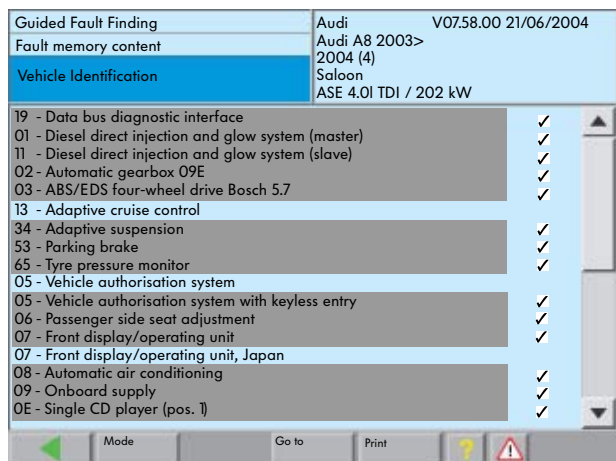 Guided Fault Finding
Fault memory content
Vehicle Identification
Audi V07.58.00 21/06/2004
Audi A8 2003>
2004 (4)
Saloon
ASE 4.0l TDI / 202 kW
19 - Data bus diagnostic interface ✓
01 - Diesel direct injection and glow system (master) ✓
11 - Diesel direct injection and glow system (slave) ✓
02 - Automatic gearbox 09E ✓
03 - ABS/EDS four-wheel drive Bosch 5.7 ✓
13 - Adaptive cruise control
34 - Adaptive suspension ✓
53 - Parking brake ✓
65 - Tyre pressure monitor ✓
05 - Vehicle authorisation system
05 - Vehicle authorisation system with keyless entry ✓
06 - Passenger side seat adjustment ✓
07 - Front display/operating unit ✓
07 - Front display/operating unit, Japan
08 - Automatic air conditioning ✓
09 - Onboard supply ✓
0E - Single CD player (pos. 1) ✓
Mode Go to Print ?